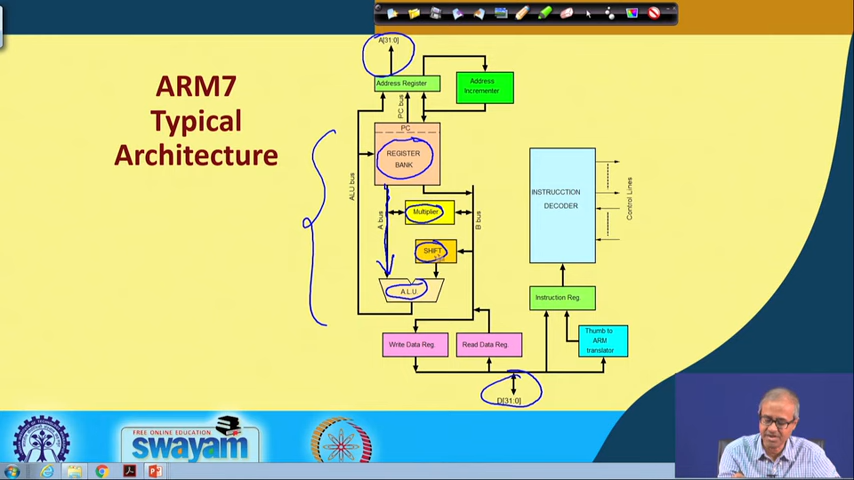 A[31:0]
ARM7
Typical
Architecture
Address Register
Address
Incrementer
PC bus
PC
REGISTER
BANK
ALU bus
A bus
Multiplier
B bus
SHIFT
A.L.U.
INSTRUCCTION
DECODER
Control Lines
Instruction Reg.
Thumb to
ARM
translator
Write Data Reg.
Read Data Reg.
D[31:0]
FREE ONLINE EDUCATION
swayam